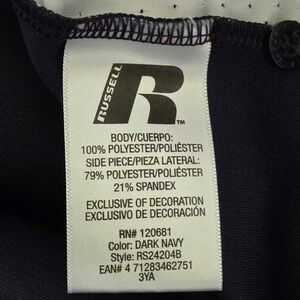 RUSSELL
R
TM
BODY/CUERPO:
100% POLYESTER/POLIÉSTER
SIDE PIECE/PIEZA LATERAL:
79% POLYESTER/POLIÉSTER
21% SPANDEX
EXCLUSIVE OF DECORATION
EXCLUSIVO DE DECORACIÓN
RN# 120681
Color: DARK NAVY
Style: RS24204B
EAN# 4 71283462751
3YA